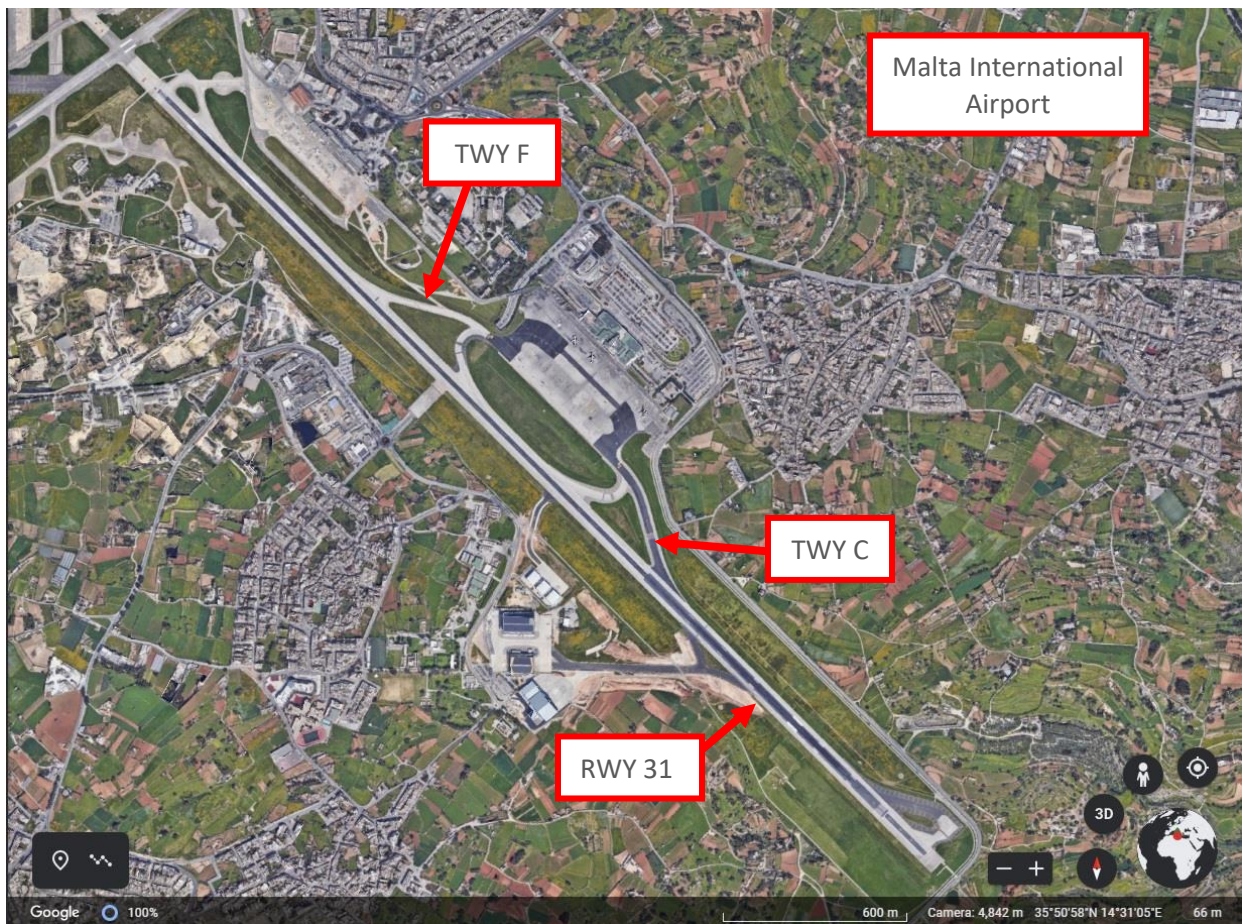 Malta International
Airport
TWY F
TWY C
RWY 31
3D
Google
100%
600 m
Camera: 4,842 m 35°50'58"N 14°31'05"E
66 m